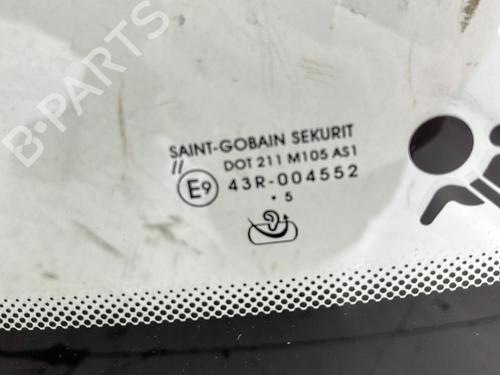 B-PARTS
SAINT-GOBAIN SEKURIT
// DOT 211 M105 AS1
E9 43R-004552
· 5